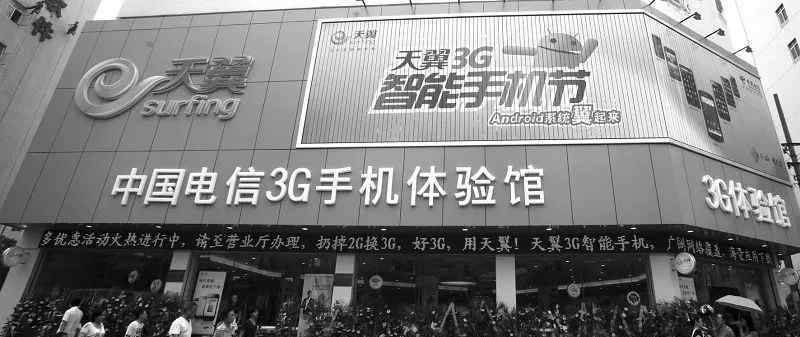 天翼
surfing
天翼
天翼3G
智能手机节
Android系统翼起来
中国电信3G手机体验馆
3G体验馆
多优惠活动火热进行中，请至营业厅办理，扔掉2G换3G，好3G，用天翼！天翼3G智能手机，广